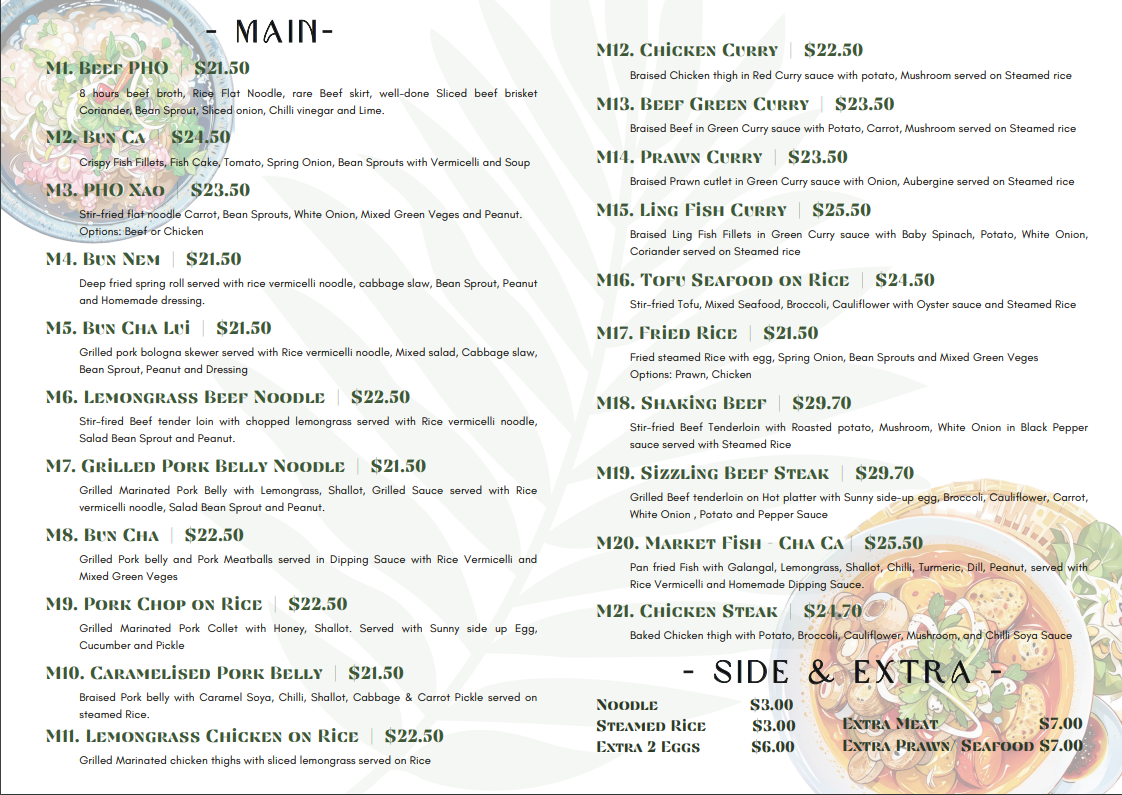 - MAIN-
M1. Beef PHO | $21.50
8 hours beef broth, Rice Flat Noodle, rare Beef skirt, well-done Sliced beef brisket
Coriander, Bean Sprout, Sliced onion, Chilli vinegar and Lime.
M2. Bun Ca | $24.50
Crispy Fish Fillets, Fish Cake, Tomato, Spring Onion, Bean Sprouts with Vermicelli and Soup
M3. PHO Xao | $23.50
Stir-fried flat noodle Carrot, Bean Sprouts, White Onion, Mixed Green Veges and Peanut.
Options: Beef or Chicken
M4. Bun Nem | $21.50
Deep fried spring roll served with rice vermicelli noodle, cabbage slaw, Bean Sprout, Peanut
and Homemade dressing.
M5. Bun Cha Lui | $21.50
Grilled pork bologna skewer served with Rice vermicelli noodle, Mixed salad, Cabbage slaw,
Bean Sprout, Peanut and Dressing
M6. Lemongrass Beef Noodle | $22.50
Stir-fired Beef tender loin with chopped lemongrass served with Rice vermicelli noodle,
Salad Bean Sprout and Peanut.
M7. Grilled Pork Belly Noodle | $21.50
Grilled Marinated Pork Belly with Lemongrass, Shallot, Grilled Sauce served with Rice
vermicelli noodle, Salad Bean Sprout and Peanut.
M8. Bun Cha | $22.50
Grilled Pork belly and Pork Meatballs served in Dipping Sauce with Rice Vermicelli and
Mixed Green Veges
M9. Pork Chop on Rice | $22.50
Grilled Marinated Pork Collet with Honey, Shallot. Served with Sunny side up Egg,
Cucumber and Pickle
M10. Caramelised Pork Belly | $21.50
Braised Pork belly with Caramel Soya, Chilli, Shallot, Cabbage & Carrot Pickle served on
steamed Rice.
M11. Lemongrass Chicken on Rice | $22.50
Grilled Marinated chicken thighs with sliced lemongrass served on Rice
M12. Chicken Curry | $22.50
Braised Chicken thigh in Red Curry sauce with potato, Mushroom served on Steamed rice
M13. Beef Green Curry | $23.50
Braised Beef in Green Curry sauce with Potato, Carrot, Mushroom served on Steamed rice
M14. Prawn Curry | $23.50
Braised Prawn cutlet in Green Curry sauce with Onion, Aubergine served on Steamed rice
M15. Ling Fish Curry | $25.50
Braised Ling Fish Fillets in Green Curry sauce with Baby Spinach, Potato, White Onion,
Coriander served on Steamed rice
M16. Tofu Seafood on Rice | $24.50
Stir-fried Tofu, Mixed Seafood, Broccoli, Cauliflower with Oyster sauce and Steamed Rice
M17. Fried Rice | $21.50
Fried steamed Rice with egg, Spring Onion, Bean Sprouts and Mixed Green Veges
Options: Prawn, Chicken
M18. Shaking Beef | $29.70
Stir-fried Beef Tenderloin with Roasted potato, Mushroom, White Onion in Black Pepper
sauce served with Steamed Rice
M19. Sizzling Beef Steak | $29.70
Grilled Beef tenderloin on Hot platter with Sunny side-up egg, Broccoli, Cauliflower, Carrot,
White Onion , Potato and Pepper Sauce
M20. Market Fish - Cha Ca | $25.50
Pan fried Fish with Galangal, Lemongrass, Shallot, Chilli, Turmeric, Dill, Peanut, served with
Rice Vermicelli and Homemade Dipping Sauce.
M21. Chicken Steak | $24.70
Baked Chicken thigh with Potato, Broccoli, Cauliflower, Mushroom, and Chilli Soya Sauce
- SIDE & EXTRA -
Noodle $3.00
Steamed Rice $3.00
Extra 2 Eggs $6.00
Extra Meat $7.00
Extra Prawn/ Seafood $7.00